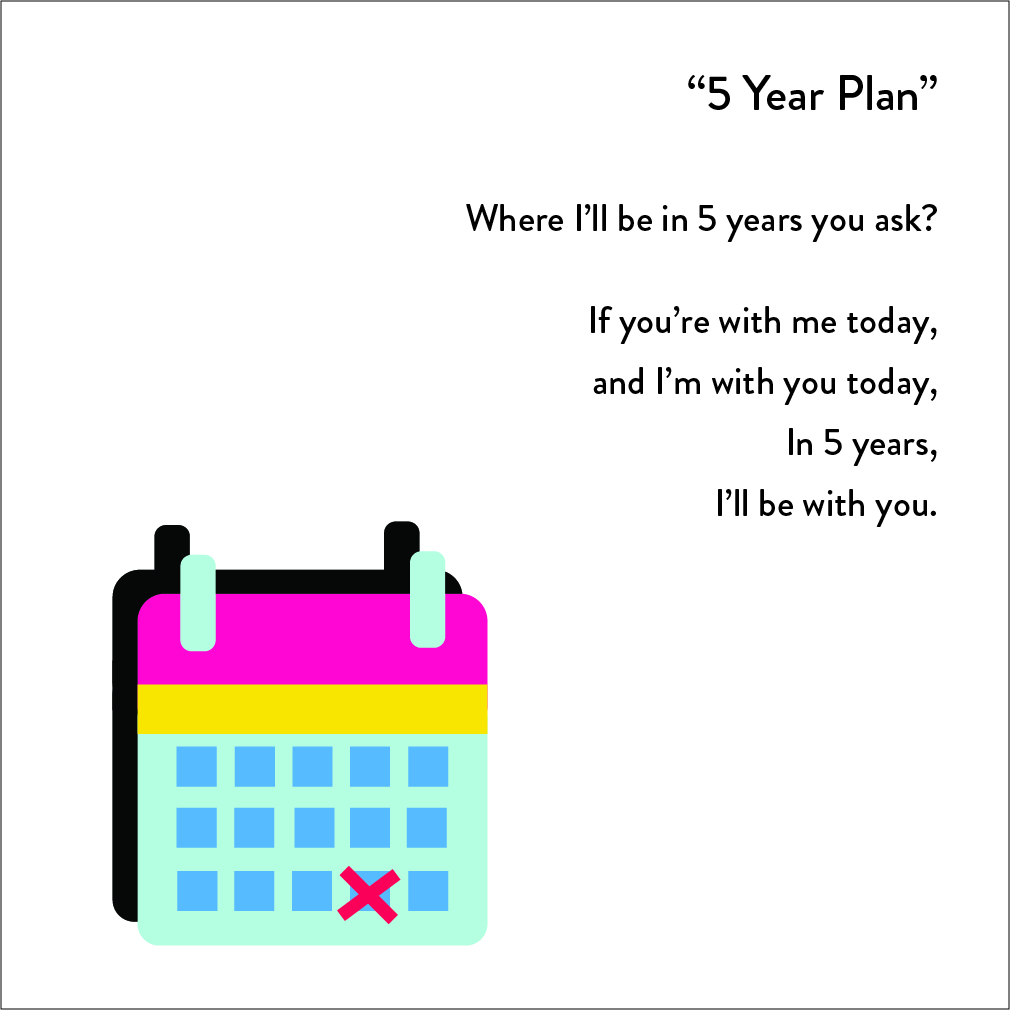 “5 Year Plan”
Where I’ll be in 5 years you ask?
If you’re with me today,
and I’m with you today,
In 5 years,
I’ll be with you.